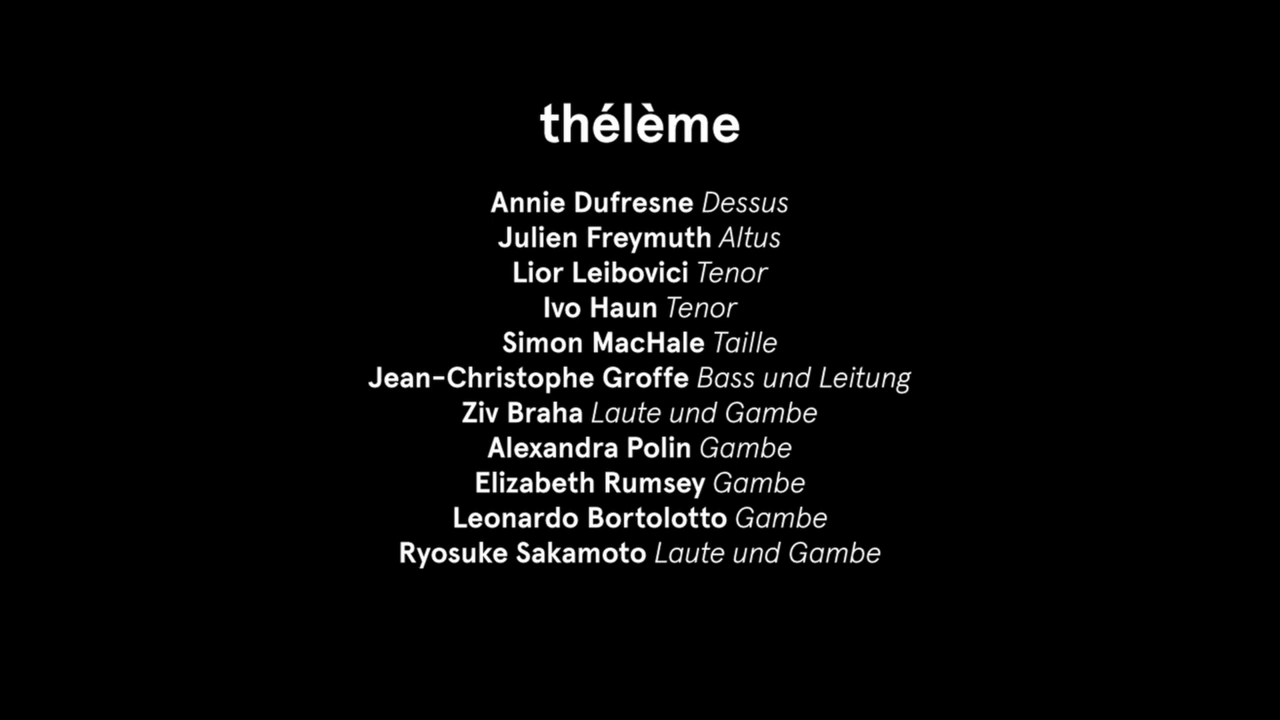 thélème
Annie Dufresne Dessus
Julien Freymuth Altus
Lior Leibovici Tenor
Ivo Haun Tenor
Simon MacHale Taille
Jean-Christophe Groffe Bass und Leitung
Ziv Braha Laute und Gambe
Alexandra Polin Gambe
Elizabeth Rumsey Gambe
Leonardo Bortolotto Gambe
Ryosuke Sakamoto Laute und Gambe